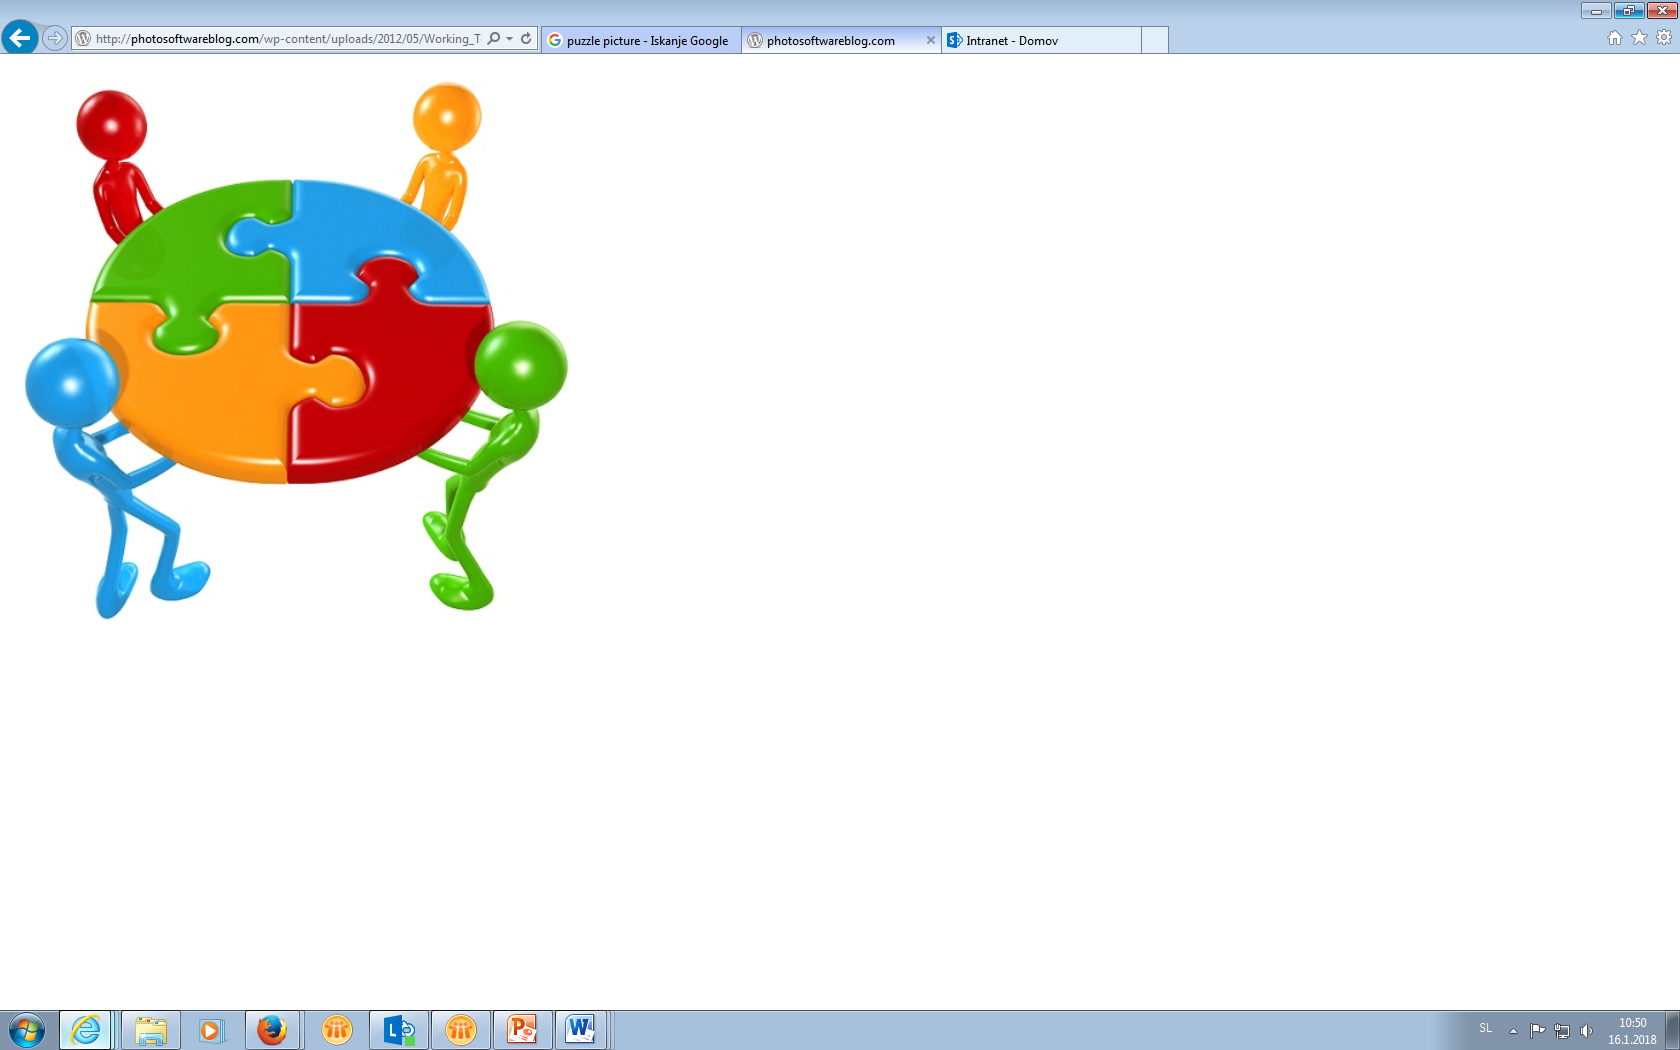 http://photosoftwareblog.com/wp-content/uploads/2012/05/Working_T
puzzle picture - Iskanje Google
photosoftwareblog.com
Intranet - Domov
SL
10:50
16.1.2018